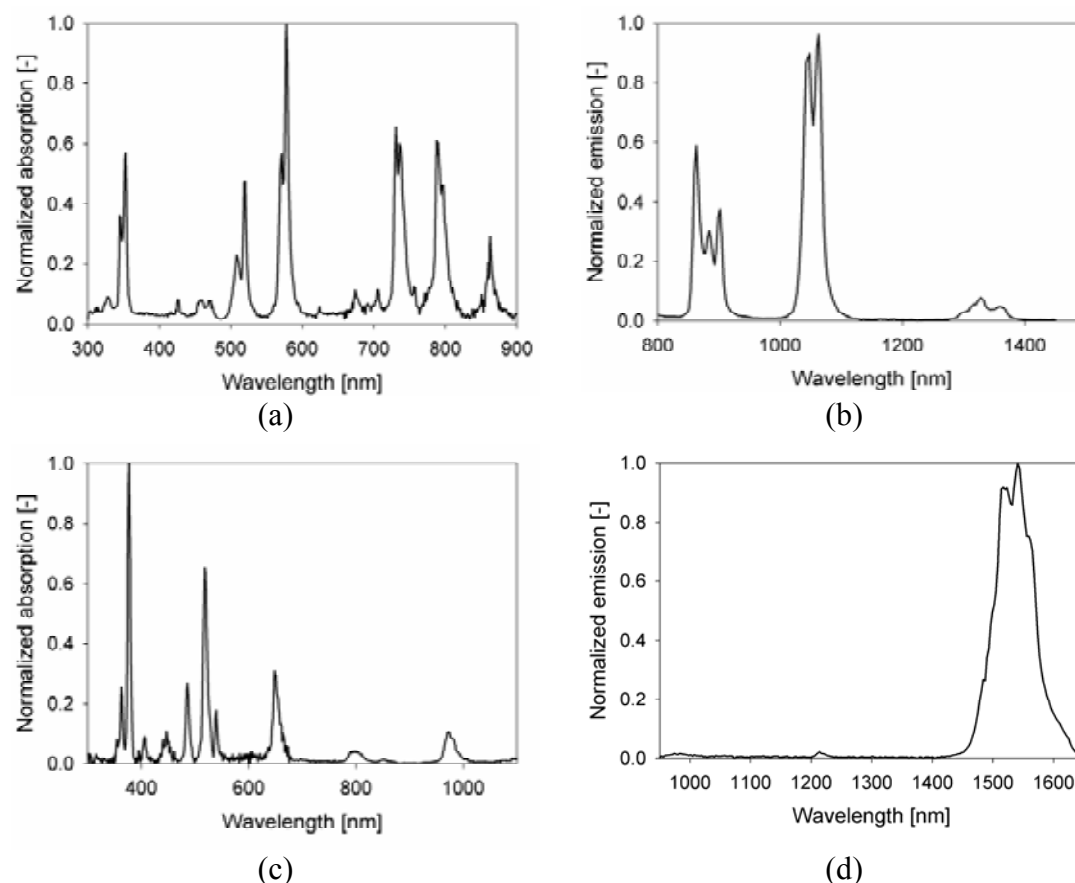 1.0
0.8
0.6
0.4
0.2
0.0
Normalized absorption [-]
300 400 500 600 700 800 900
Wavelength [nm]
(a)
1.0
0.8
0.6
0.4
0.2
0.0
Normalized emission [-]
800 1000 1200 1400
Wavelength [nm]
(b)
1.0
0.8
0.6
0.4
0.2
0.0
Normalized absorption [-]
400 600 800 1000
Wavelength [nm]
(c)
1.0
0.8
0.6
0.4
0.2
0.0
Normalized emission [-]
1000 1100 1200 1300 1400 1500 1600
Wavelength [nm]
(d)